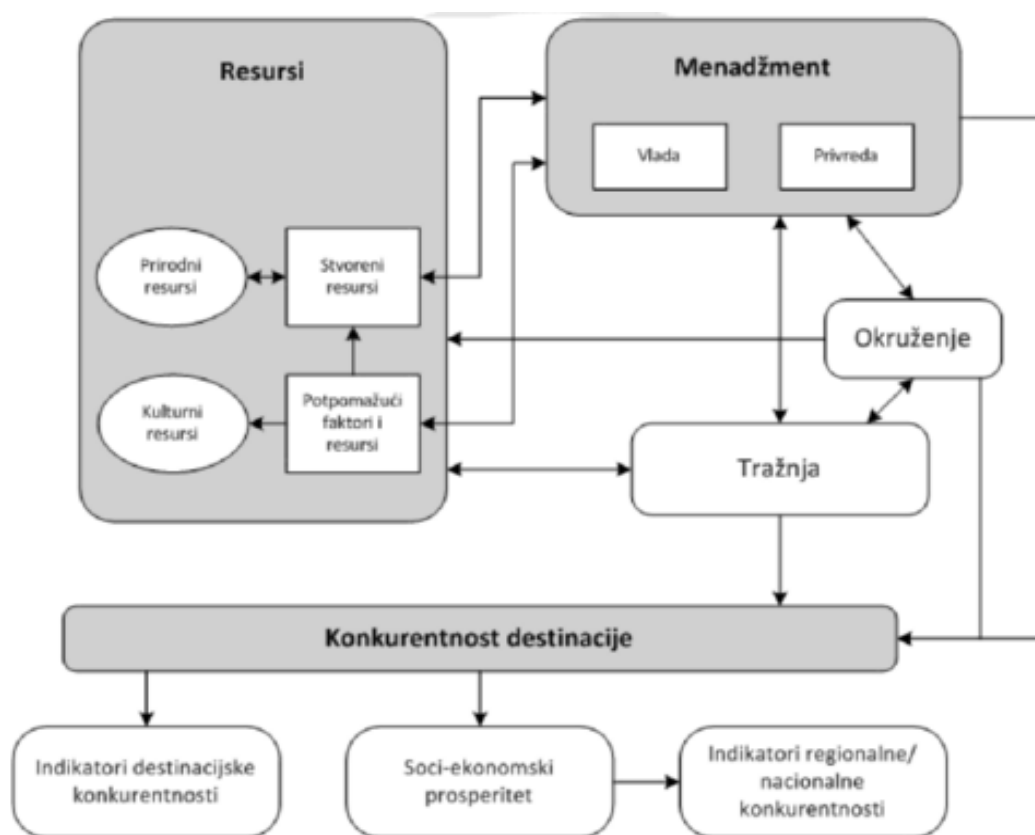 Resursi
Menadžment
Vlada
Privreda
Prirodni
resursi
Stvoreni
resursi
Okruženje
Kulturni
resursi
Potpomažući
faktori i
resursi
Tražnja
Konkurentnost destinacije
Indikatori destinacijske
konkurentnosti
Soci-ekonomski
prosperitet
Indikatori regionalne/
nacionalne
konkurentnosti